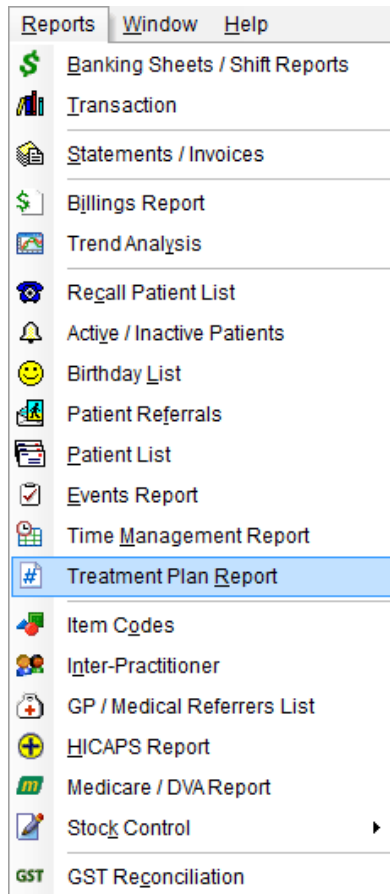 Reports Window Help
Banking Sheets / Shift Reports
Transaction
Statements / Invoices
$ Billings Report
Trend Analysis
Recall Patient List
Active / Inactive Patients
Birthday List
Patient Referrals
Patient List
Events Report
Time Management Report
# Treatment Plan Report
Item Codes
Inter-Practitioner
GP / Medical Referrers List
HICAPS Report
m Medicare / DVA Report
Stock Control
GST GST Reconciliation